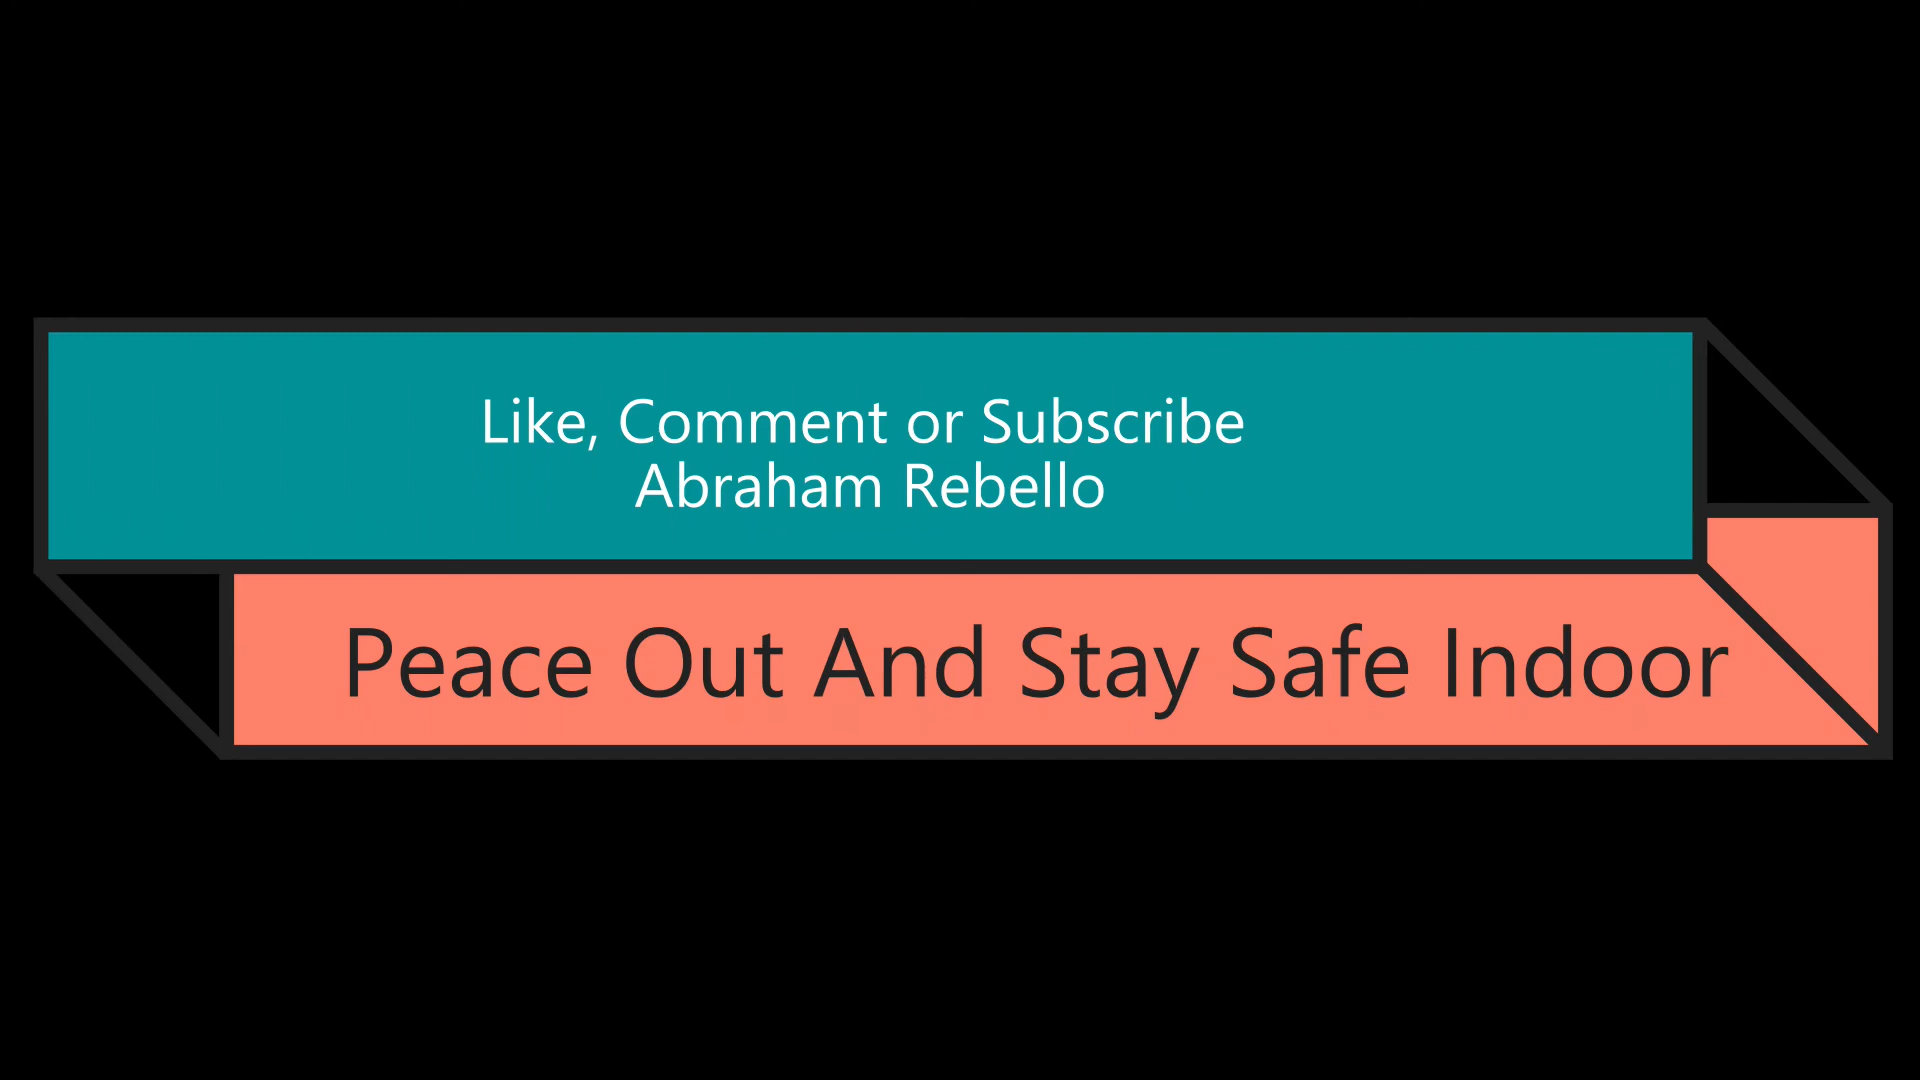 Like, Comment or Subscribe
Abraham Rebello
Peace Out And Stay Safe Indoor